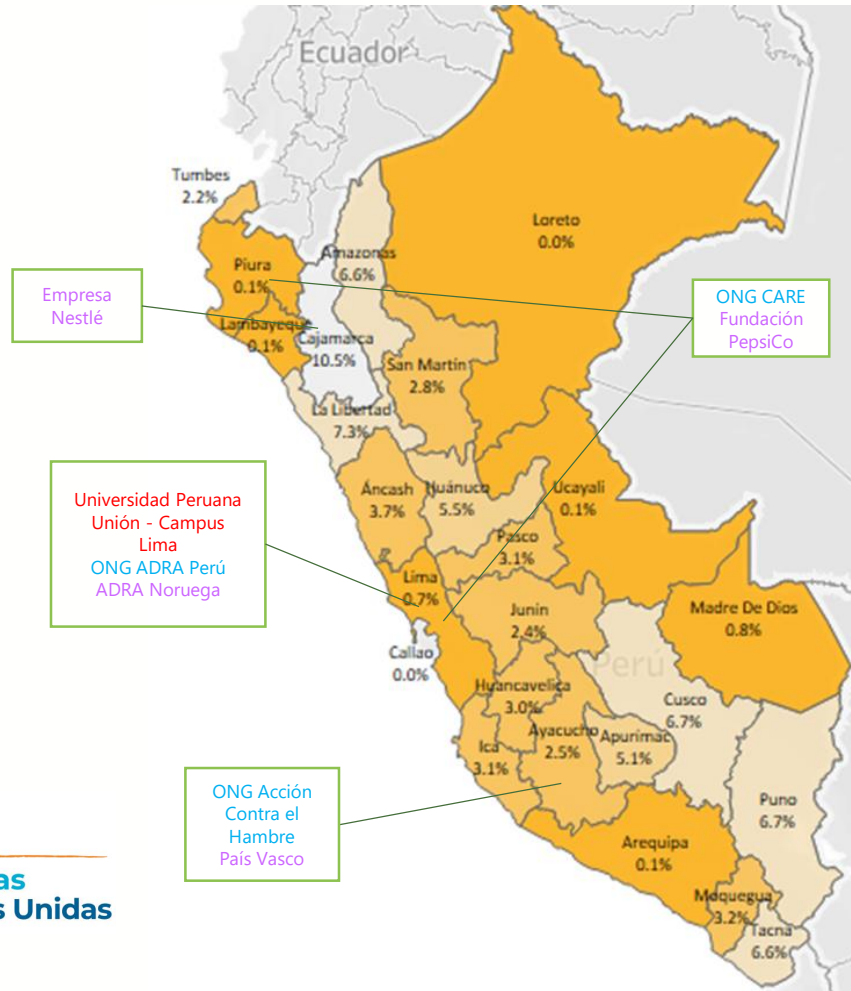 Ecuador
Tumbes
2.2%
Loreto
0.0%
Piura
0.1%
Amazonas
6.6%
Empresa
Nestlé
ONG CARE
Fundación
PepsiCo
Lambayeque
0.1%
Cajamarca
10.5%
San Martín
2.8%
La Libertad
7.3%
Áncash
3.7%
Huánuco
5.5%
Ucayali
0.1%
Universidad Peruana
Unión - Campus
Lima
ONG ADRA Perú
ADRA Noruega
Pasco
3.1%
Lima
0.7%
Junín
2.4%
Madre De Dios
0.8%
Callao
0.0%
Perú
Huancavelica
3.0%
Cusco
6.7%
Ica
3.1%
Ayacucho
2.5%
Apurímac
5.1%
Puno
6.7%
ONG Acción
Contra el
Hambre
País Vasco
Arequipa
0.1%
Moquegua
3.2%
Tacna
6.6%
as
s Unidas